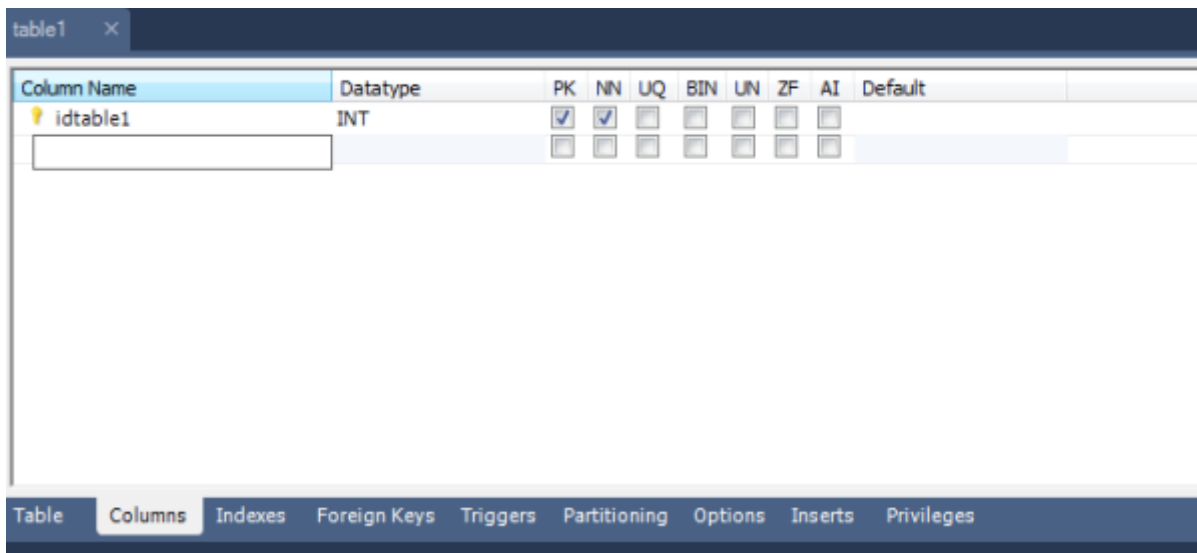 table1 ×
Column Name Datatype PK NN UQ BIN UN ZF AI Default
idtable1 INT
Table Columns Indexes Foreign Keys Triggers Partitioning Options Inserts Privileges